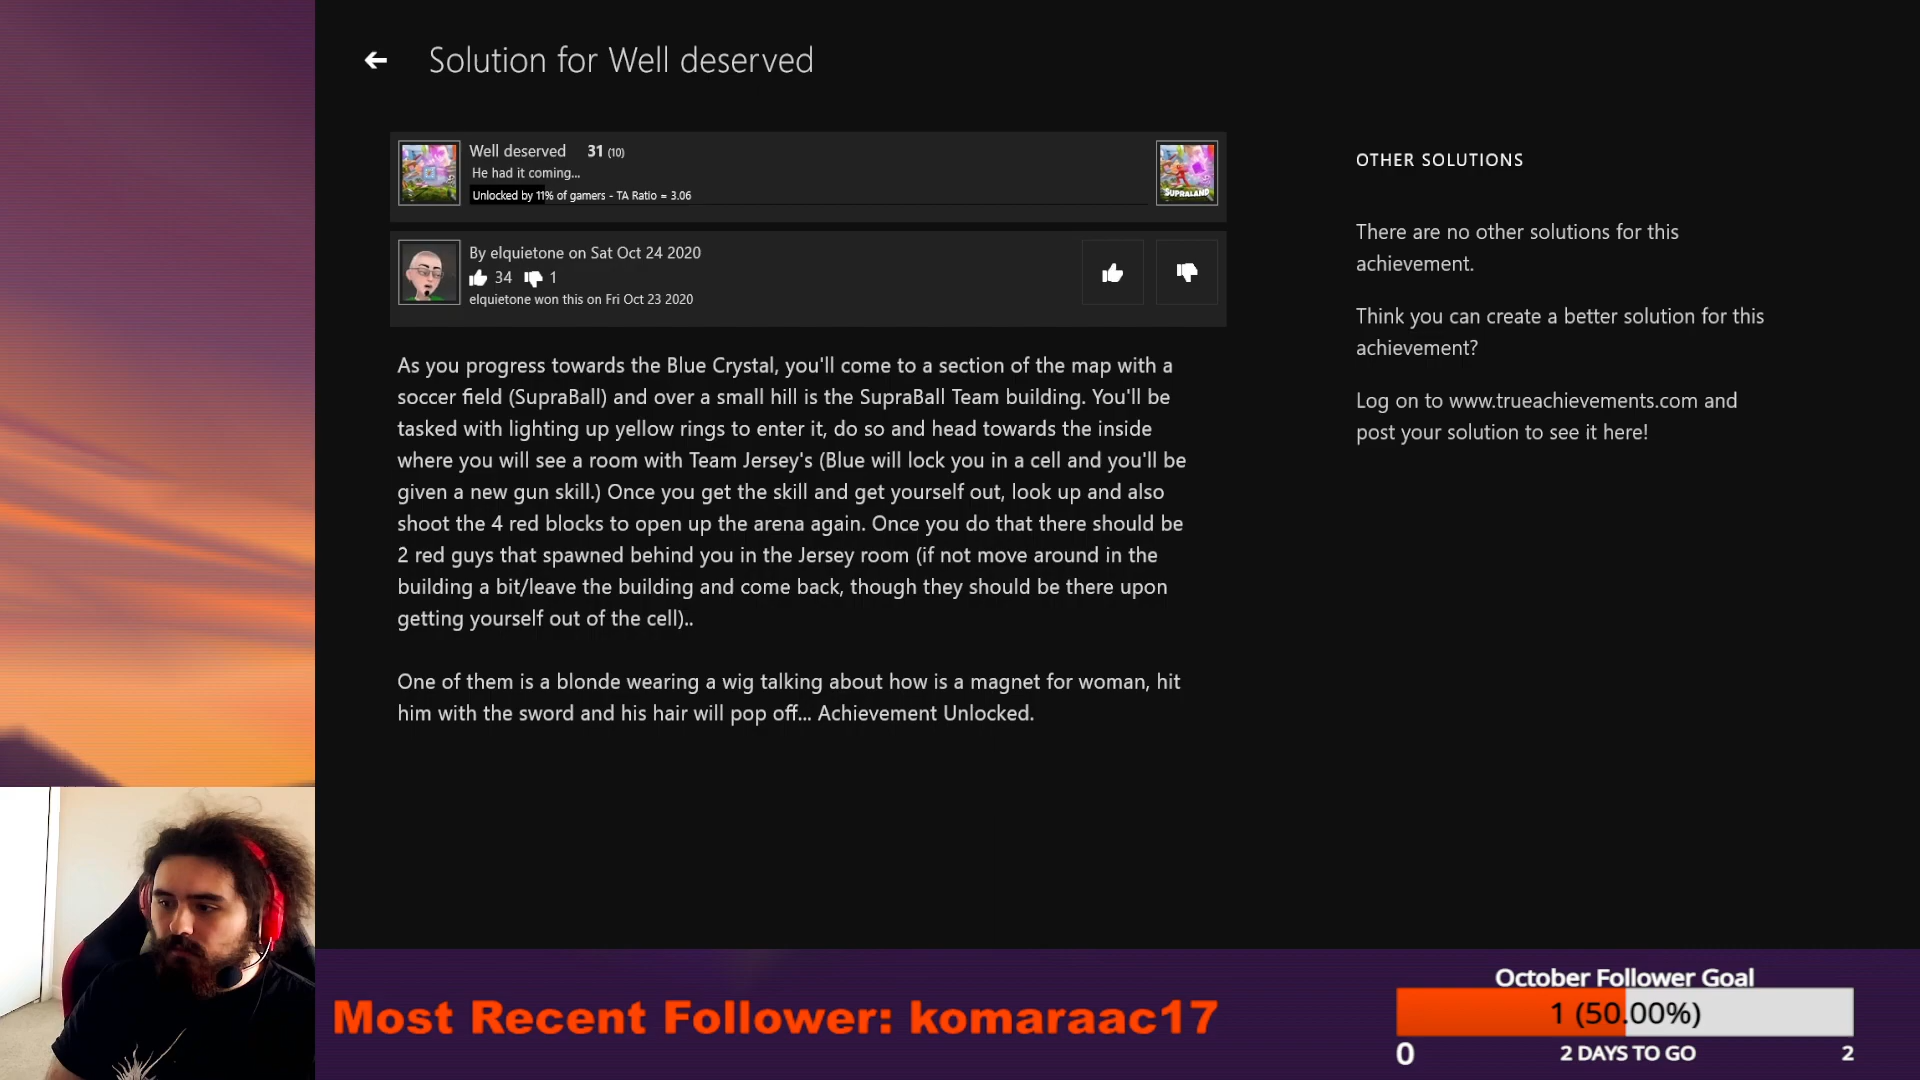 Solution for Well deserved
Well deserved 31 (10)
He had it coming...
Unlocked by 11% of gamers - TA Ratio = 3.06
SUPRALAND
By elquietone on Sat Oct 24 2020
34 1
elquietone won this on Fri Oct 23 2020
As you progress towards the Blue Crystal, you'll come to a section of the map with a
soccer field (SupraBall) and over a small hill is the SupraBall Team building. You'll be
tasked with lighting up yellow rings to enter it, do so and head towards the inside
where you will see a room with Team Jersey's (Blue will lock you in a cell and you'll be
given a new gun skill.) Once you get the skill and get yourself out, look up and also
shoot the 4 red blocks to open up the arena again. Once you do that there should be
2 red guys that spawned behind you in the Jersey room (if not move around in the
building a bit/leave the building and come back, though they should be there upon
getting yourself out of the cell)..
One of them is a blonde wearing a wig talking about how is a magnet for woman, hit
him with the sword and his hair will pop off... Achievement Unlocked.
OTHER SOLUTIONS
There are no other solutions for this
achievement.
Think you can create a better solution for this
achievement?
Log on to www.trueachievements.com and
post your solution to see it here!
Most Recent Follower: komaraac17
October Follower Goal
1 (50.00%)
0 2 DAYS TO GO 2